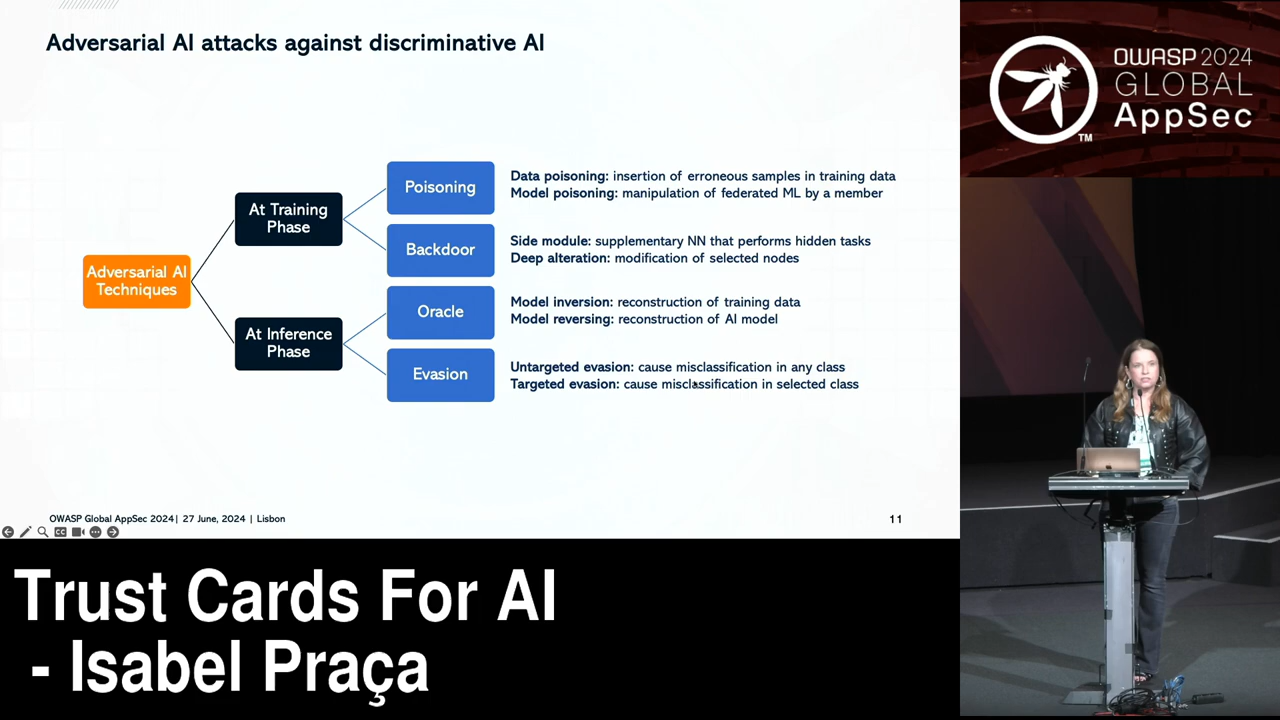 Adversarial AI attacks against discriminative AI
Adversarial AI
Techniques
At Training
Phase
At Inference
Phase
Poisoning
Data poisoning: insertion of erroneous samples in training data
Model poisoning: manipulation of federated ML by a member
Backdoor
Side module: supplementary NN that performs hidden tasks
Deep alteration: modification of selected nodes
Oracle
Model inversion: reconstruction of training data
Model reversing: reconstruction of AI model
Evasion
Untargeted evasion: cause misclassification in any class
Targeted evasion: cause misclassification in selected class
OWASP Global AppSec 2024| 27 June, 2024 | Lisbon
11
CC
OWASP 2024
GLOBAL
AppSec
TM
Trust Cards For AI
- Isabel Praça